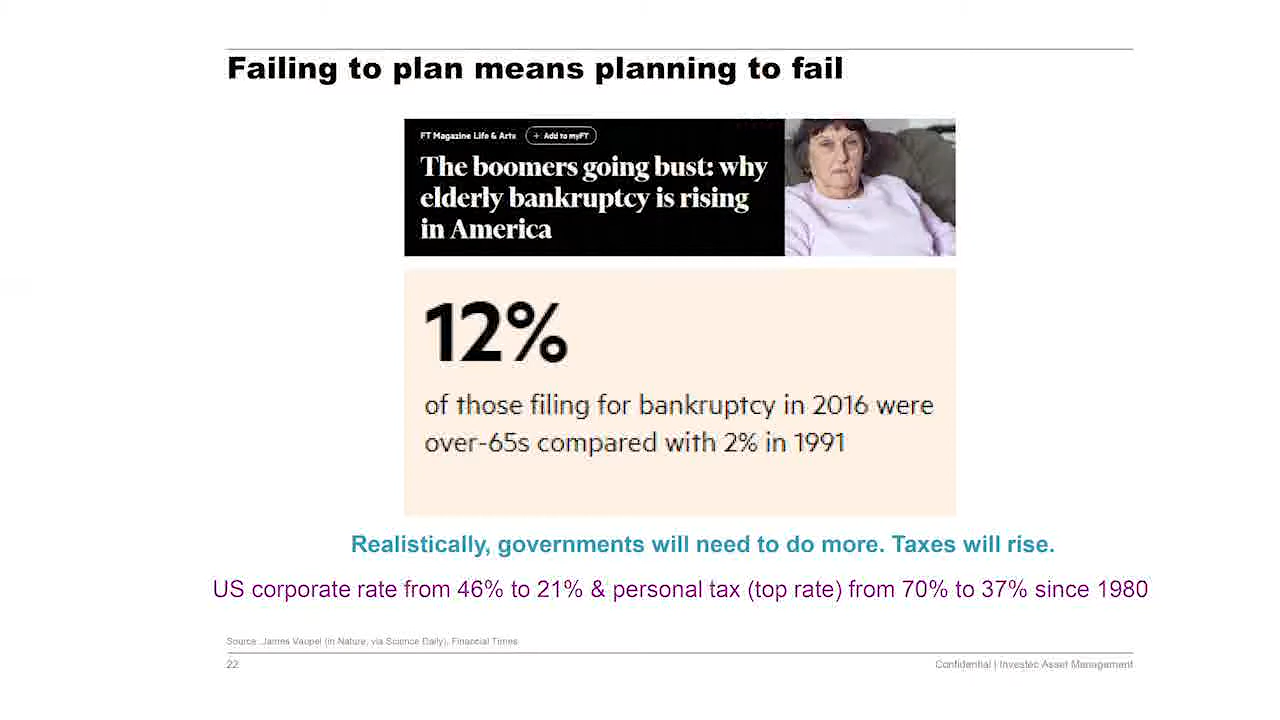 Failing to plan means planning to fail
FT Magazine Life & Arts + Add to myFT
The boomers going bust: why
elderly bankruptcy is rising
in America
12%
of those filing for bankruptcy in 2016 were
over-65s compared with 2% in 1991
Realistically, governments will need to do more. Taxes will rise.
US corporate rate from 46% to 21% & personal tax (top rate) from 70% to 37% since 1980
Source: James Vaupel (in Nature, via Science Daily), Financial Times
22 Confidential | Investec Asset Management